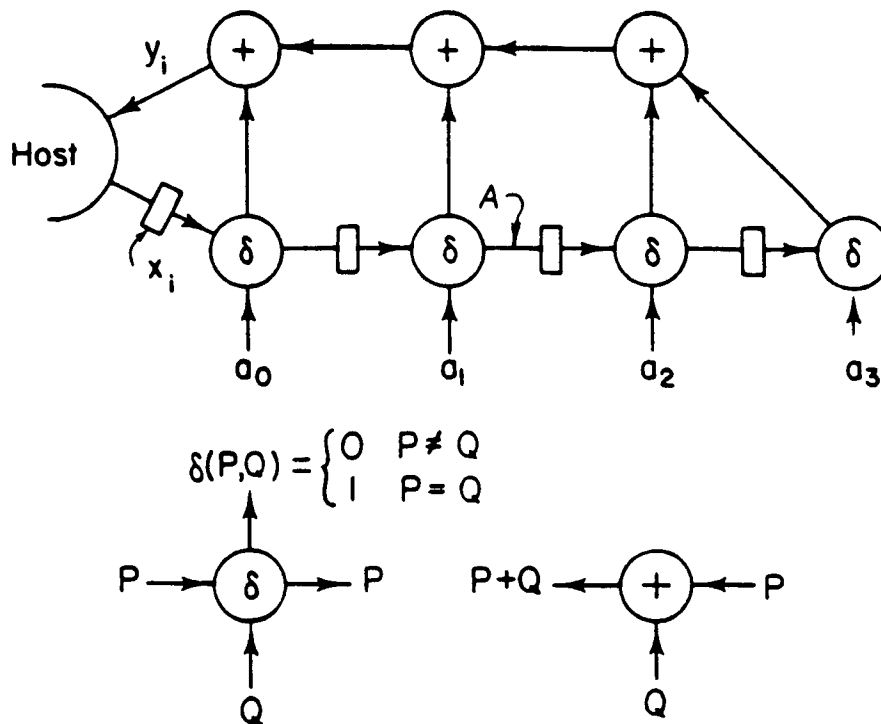 + + +
y_i
Host
A
δ δ δ δ
x_i
a_0 a_1 a_2 a_3
δ(P,Q) = { 0 P ≠ Q
1 P = Q
P δ P P+Q + P
Q Q